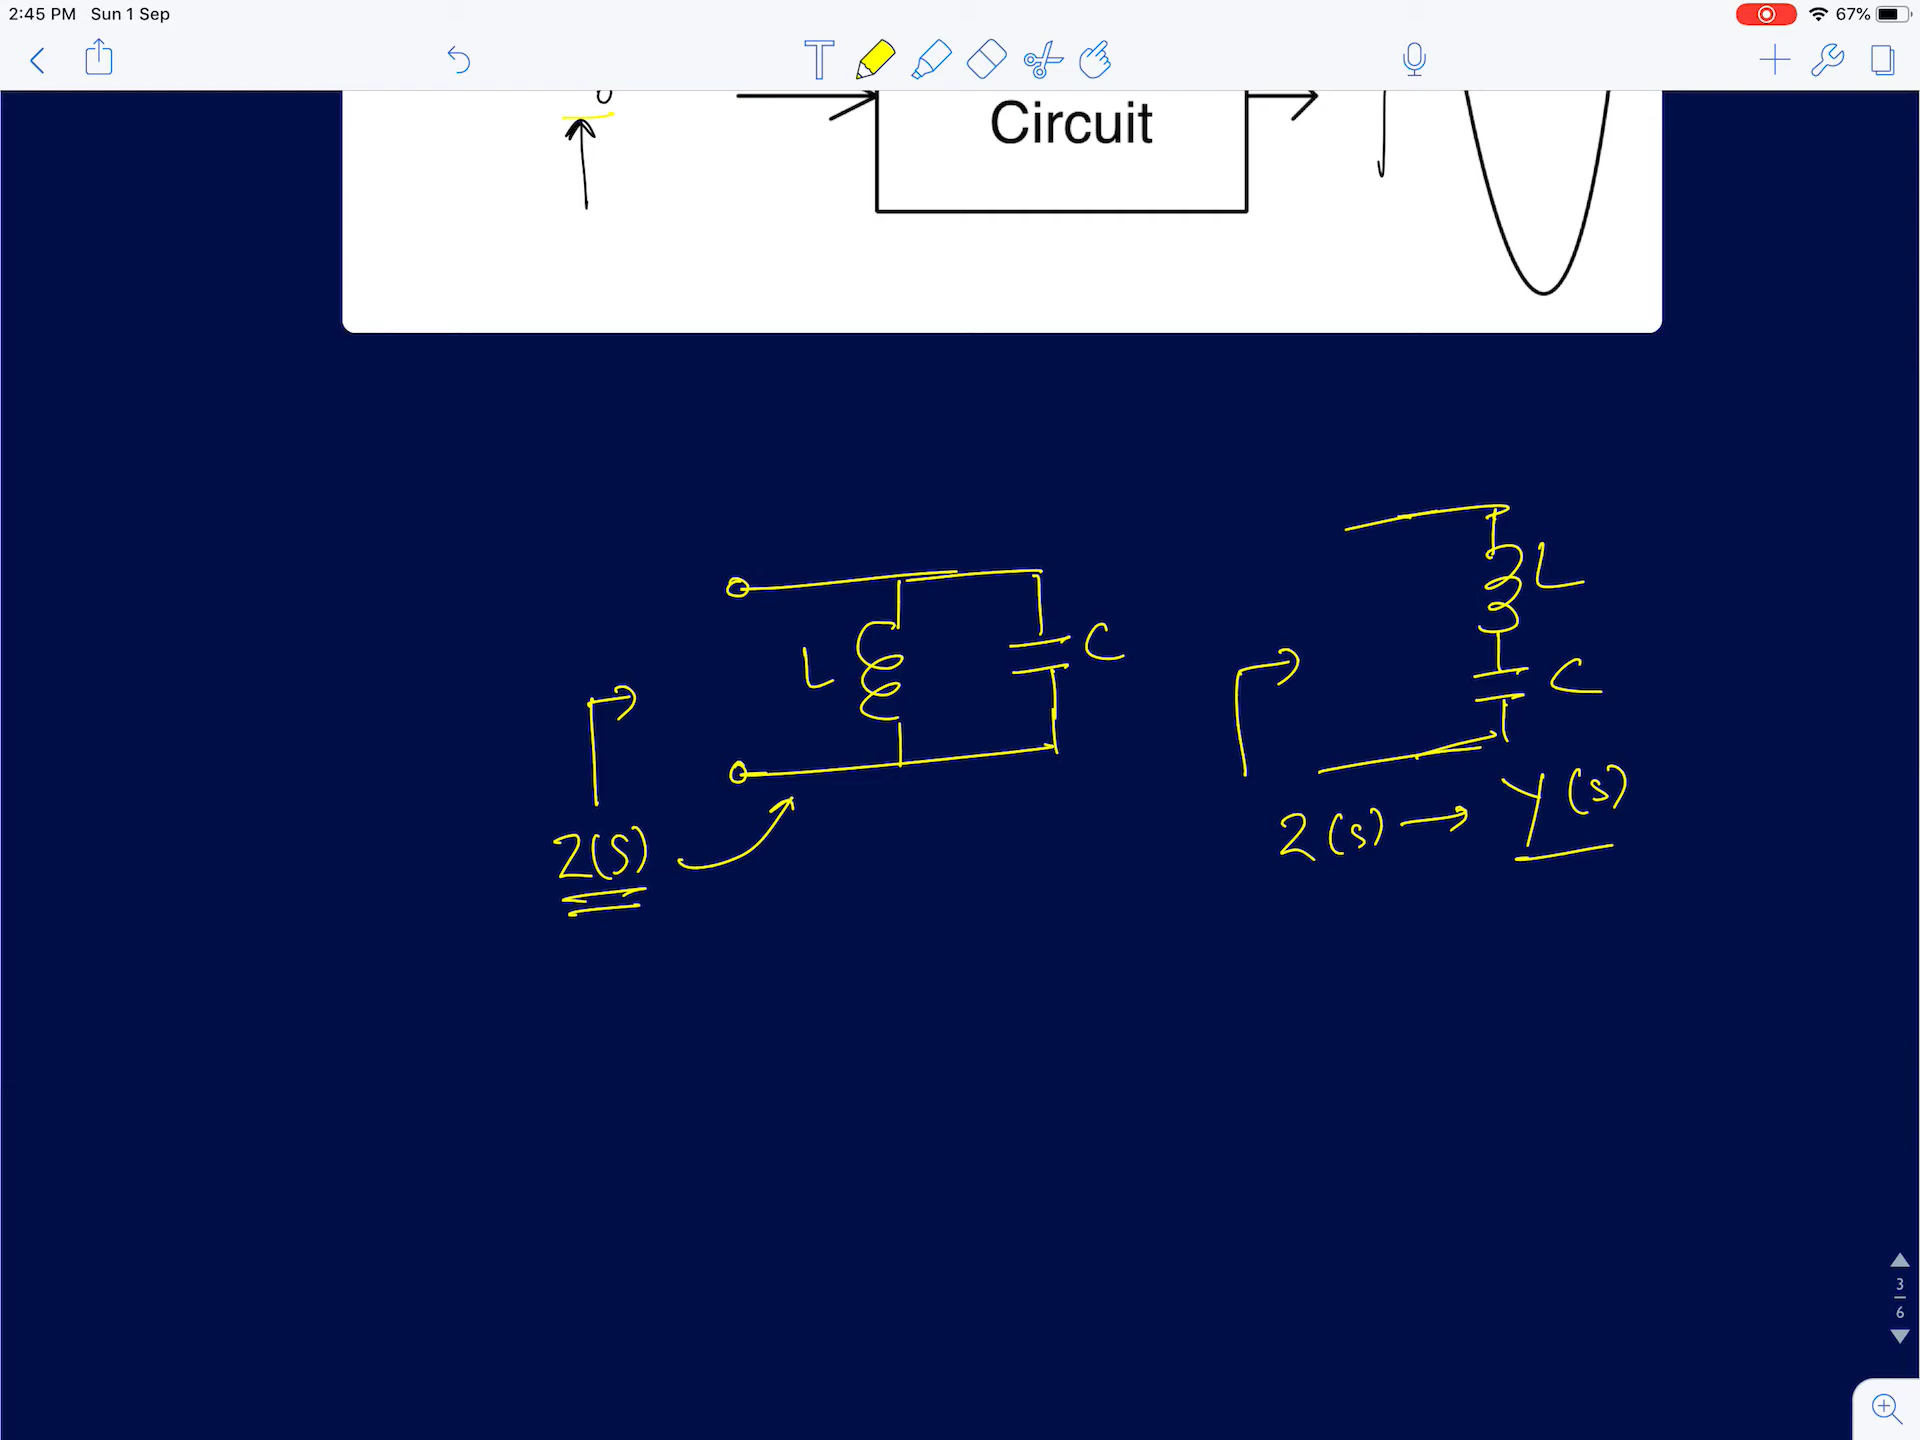 2:45 PM Sun 1 Sep
67%
T
Circuit
L
C
L
C
Z(S)
Z(s) → Y(s)
3
6